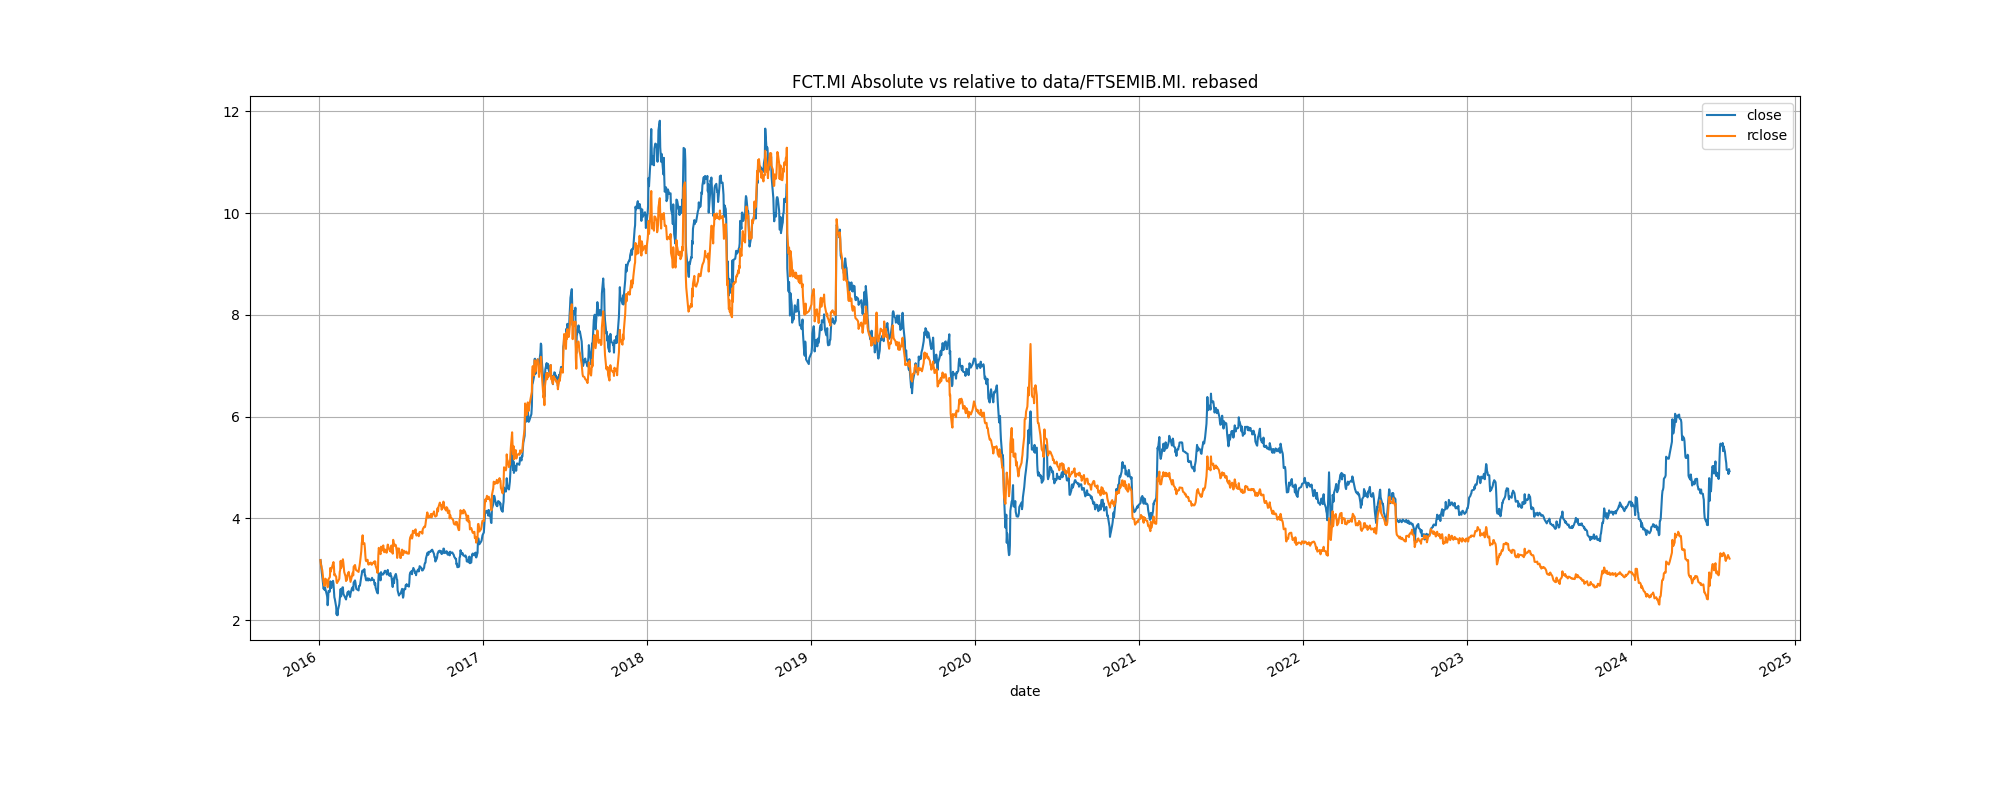 FCT.MI Absolute vs relative to data/FTSEMIB.MI. rebased
close
rclose
12
10
8
6
4
2
2016 2017 2018 2019 2020 2021 2022 2023 2024 2025
date